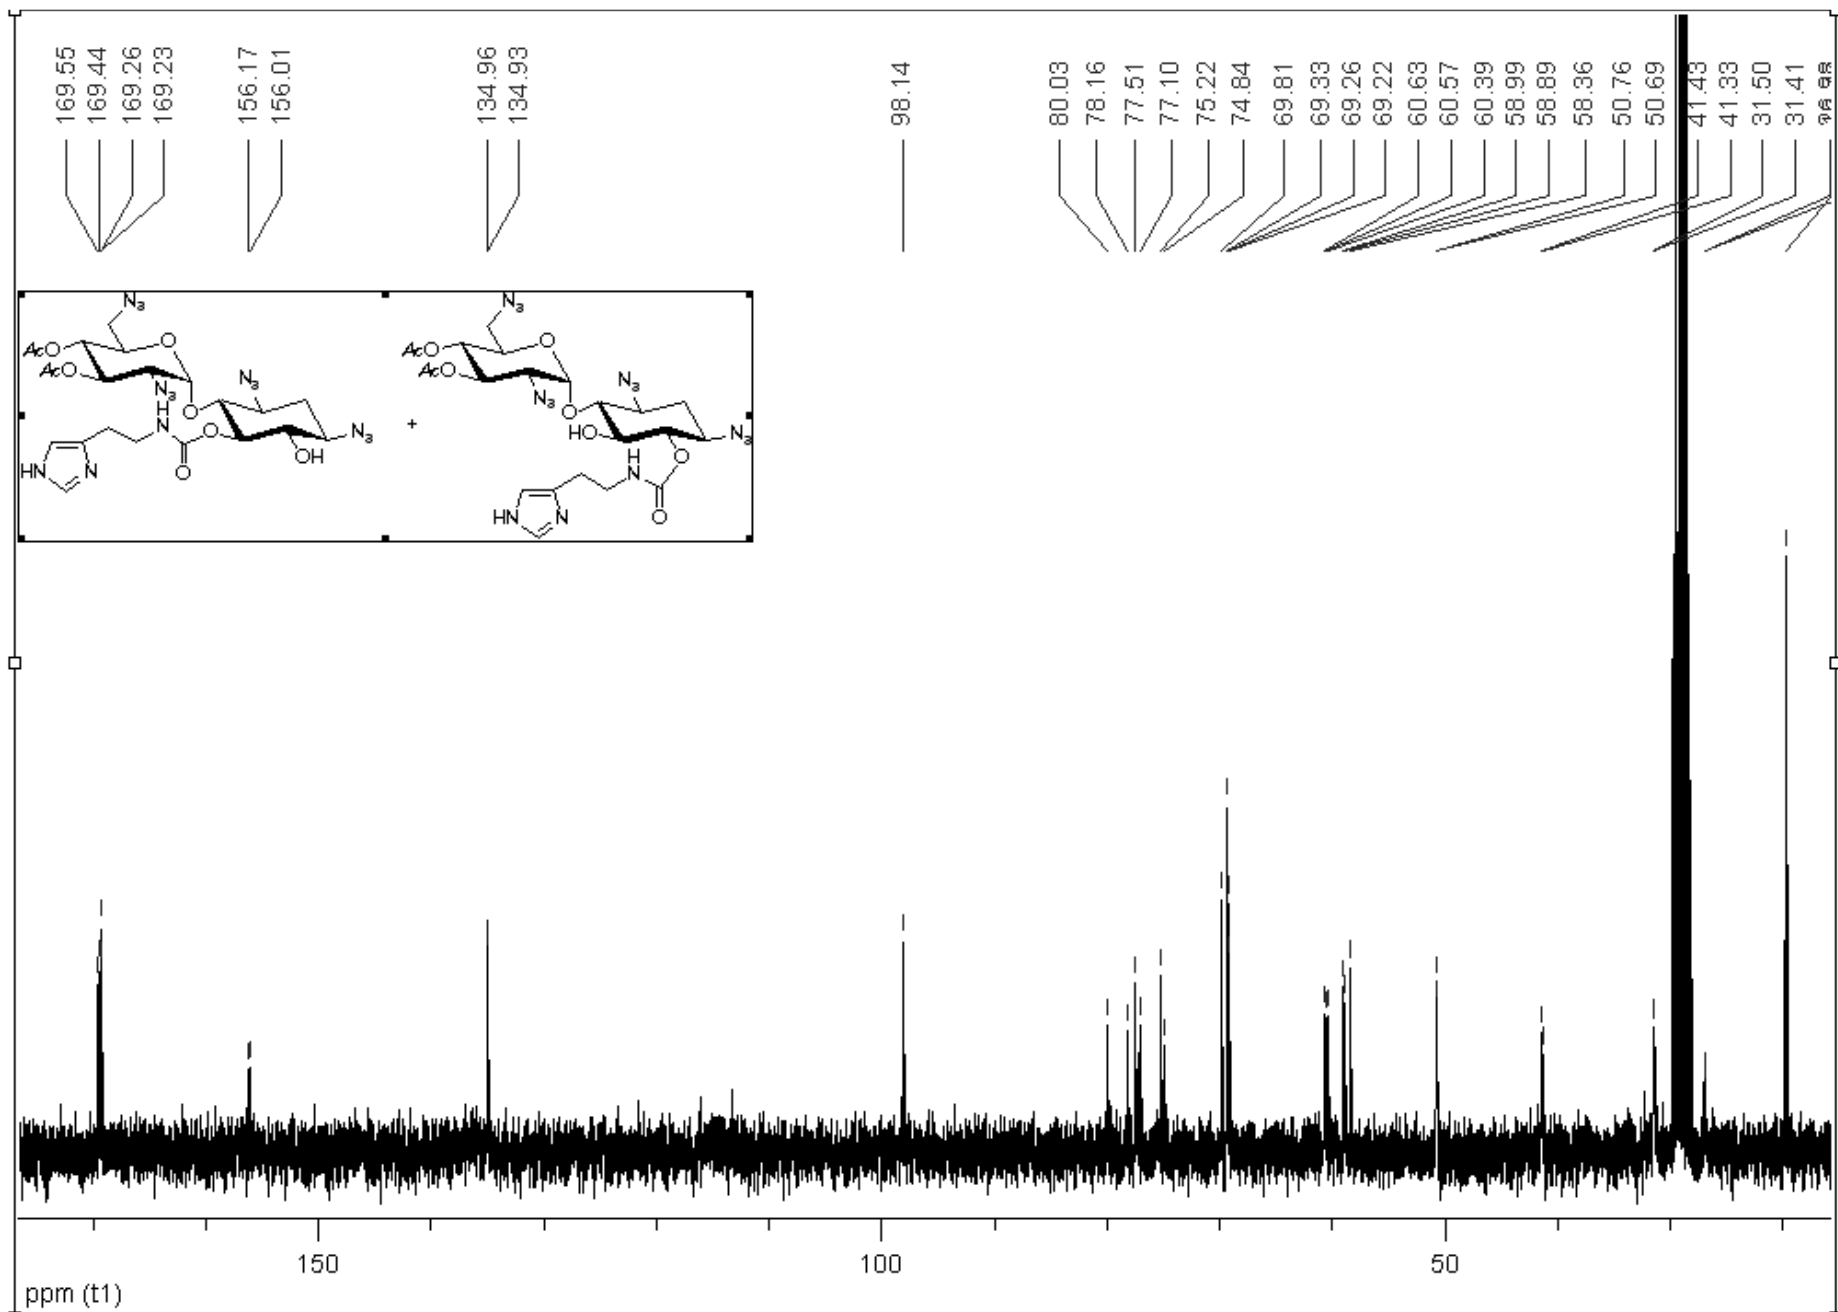 169.55
169.44
169.26
169.23
156.17
156.01
134.96
134.93
98.14
80.03
78.16
77.51
77.10
75.22
74.84
69.81
69.33
69.26
69.22
60.63
60.57
60.39
58.99
58.89
58.36
50.76
50.69
41.43
41.33
31.50
31.41
N₃
AcO
O
AcO
N₃
N₃
O
H
N
O
N₃
O
OH
HN
N
+
N₃
AcO
O
AcO
N₃
N₃
O
HO
N₃
H
N
O
O
HN
N
150
100
50
ppm (t1)